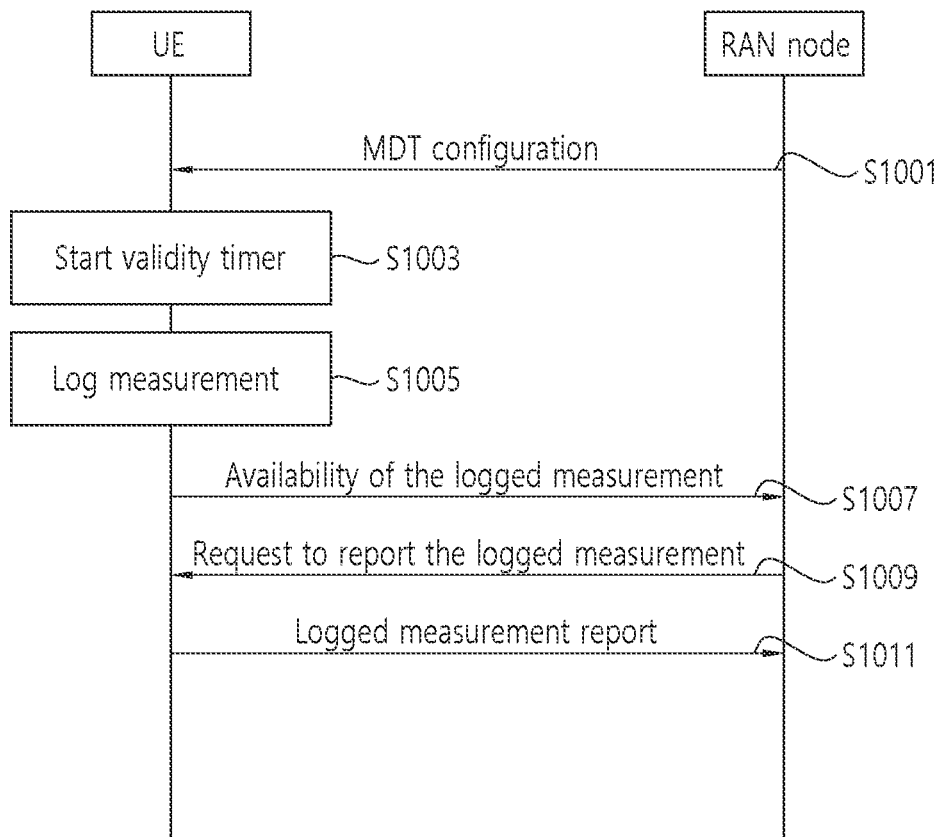 UE
RAN node
MDT configuration
S1001
Start validity timer
S1003
Log measurement
S1005
Availability of the logged measurement
S1007
Request to report the logged measurement
S1009
Logged measurement report
S1011